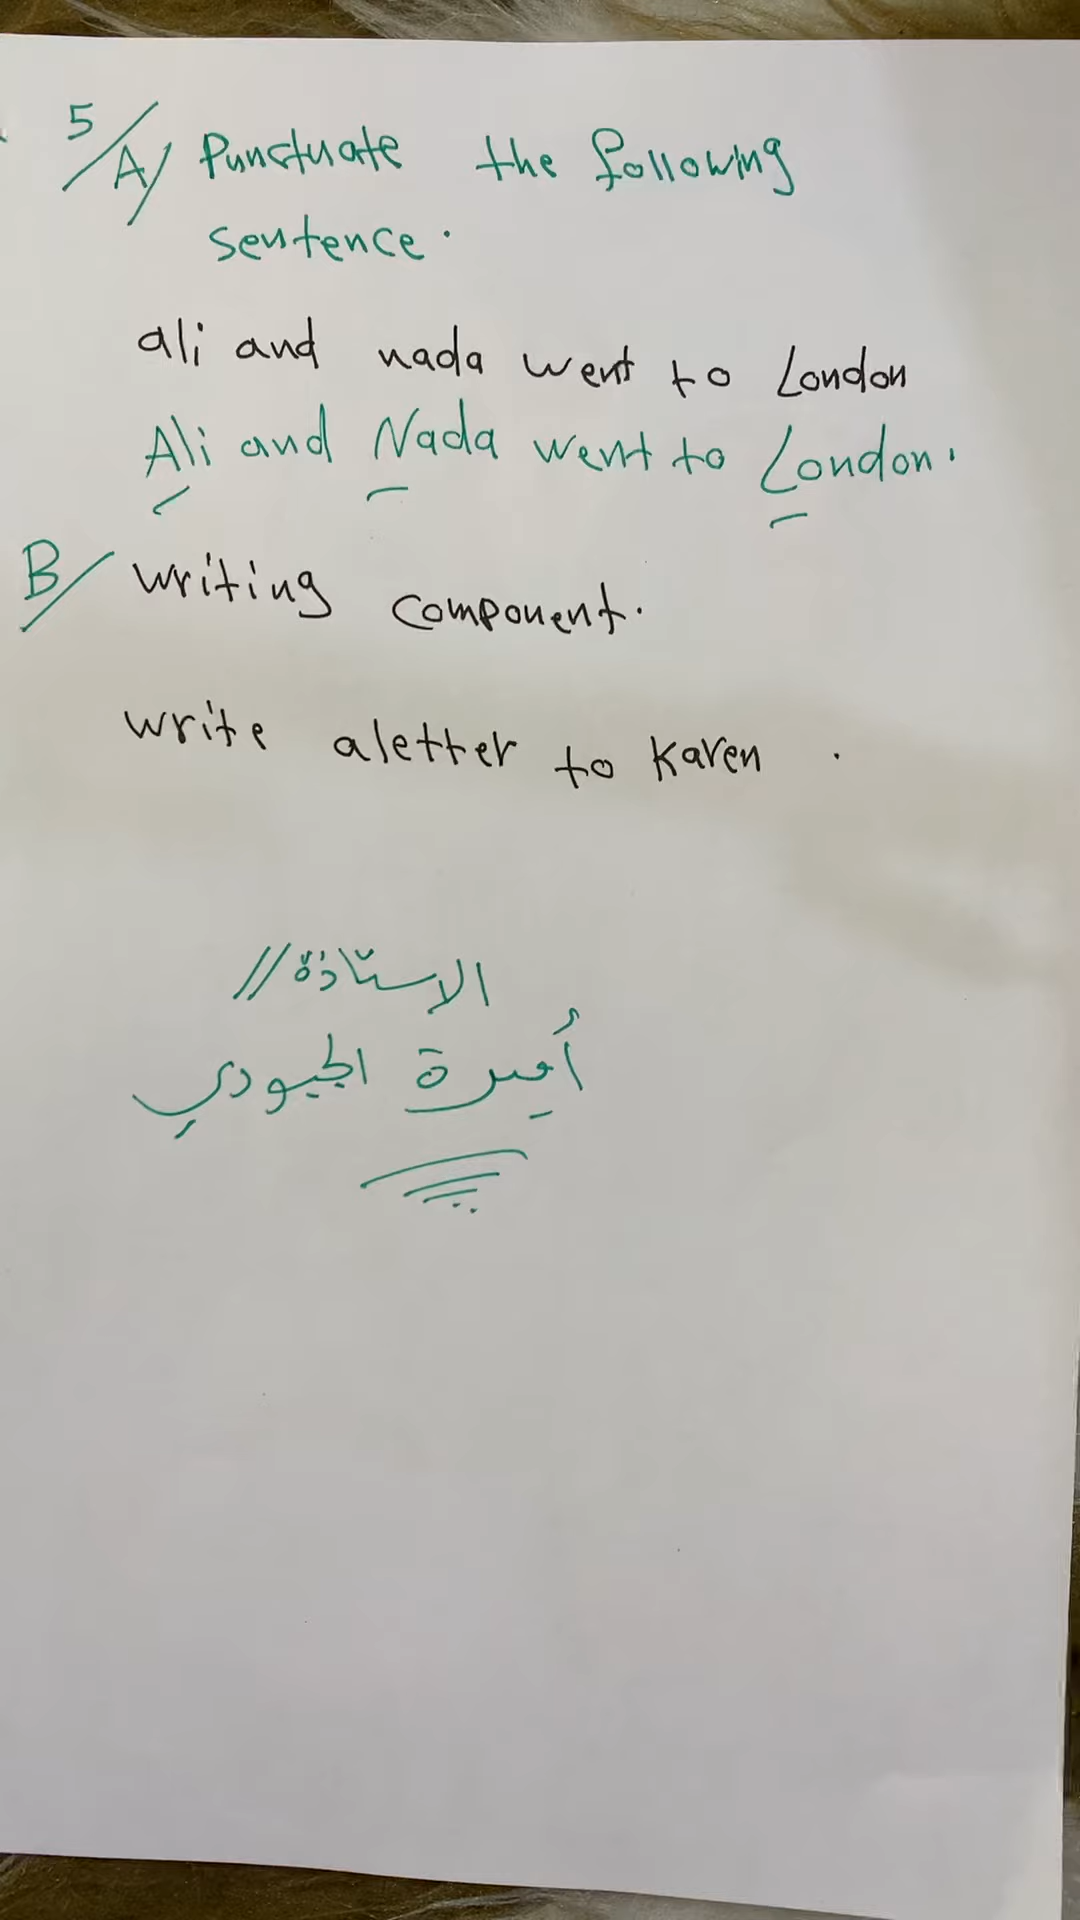 5/A/ Punctuate the following
sentence.
ali and nada went to London
Ali and Nada went to London.
B/ writing component.
write aletter to Karen .
الاستاذة //
أميرة الجبودي